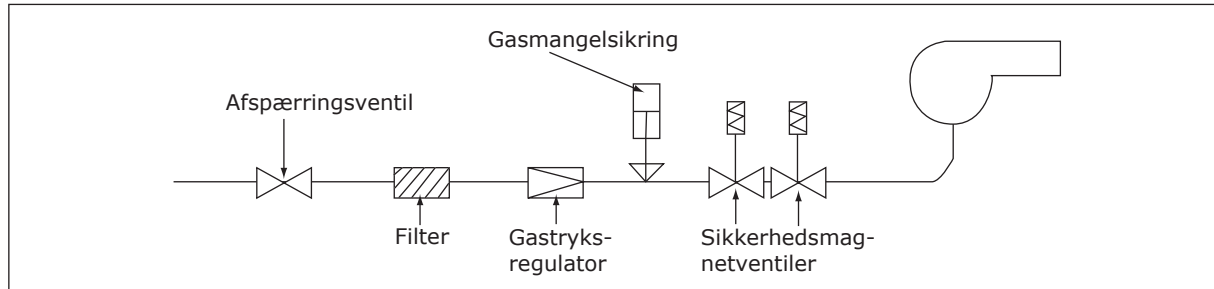 Gasmangelsikring
Afspærringsventil
Filter
Gastryks-
regulator
Sikkerhedsmag-
netventiler